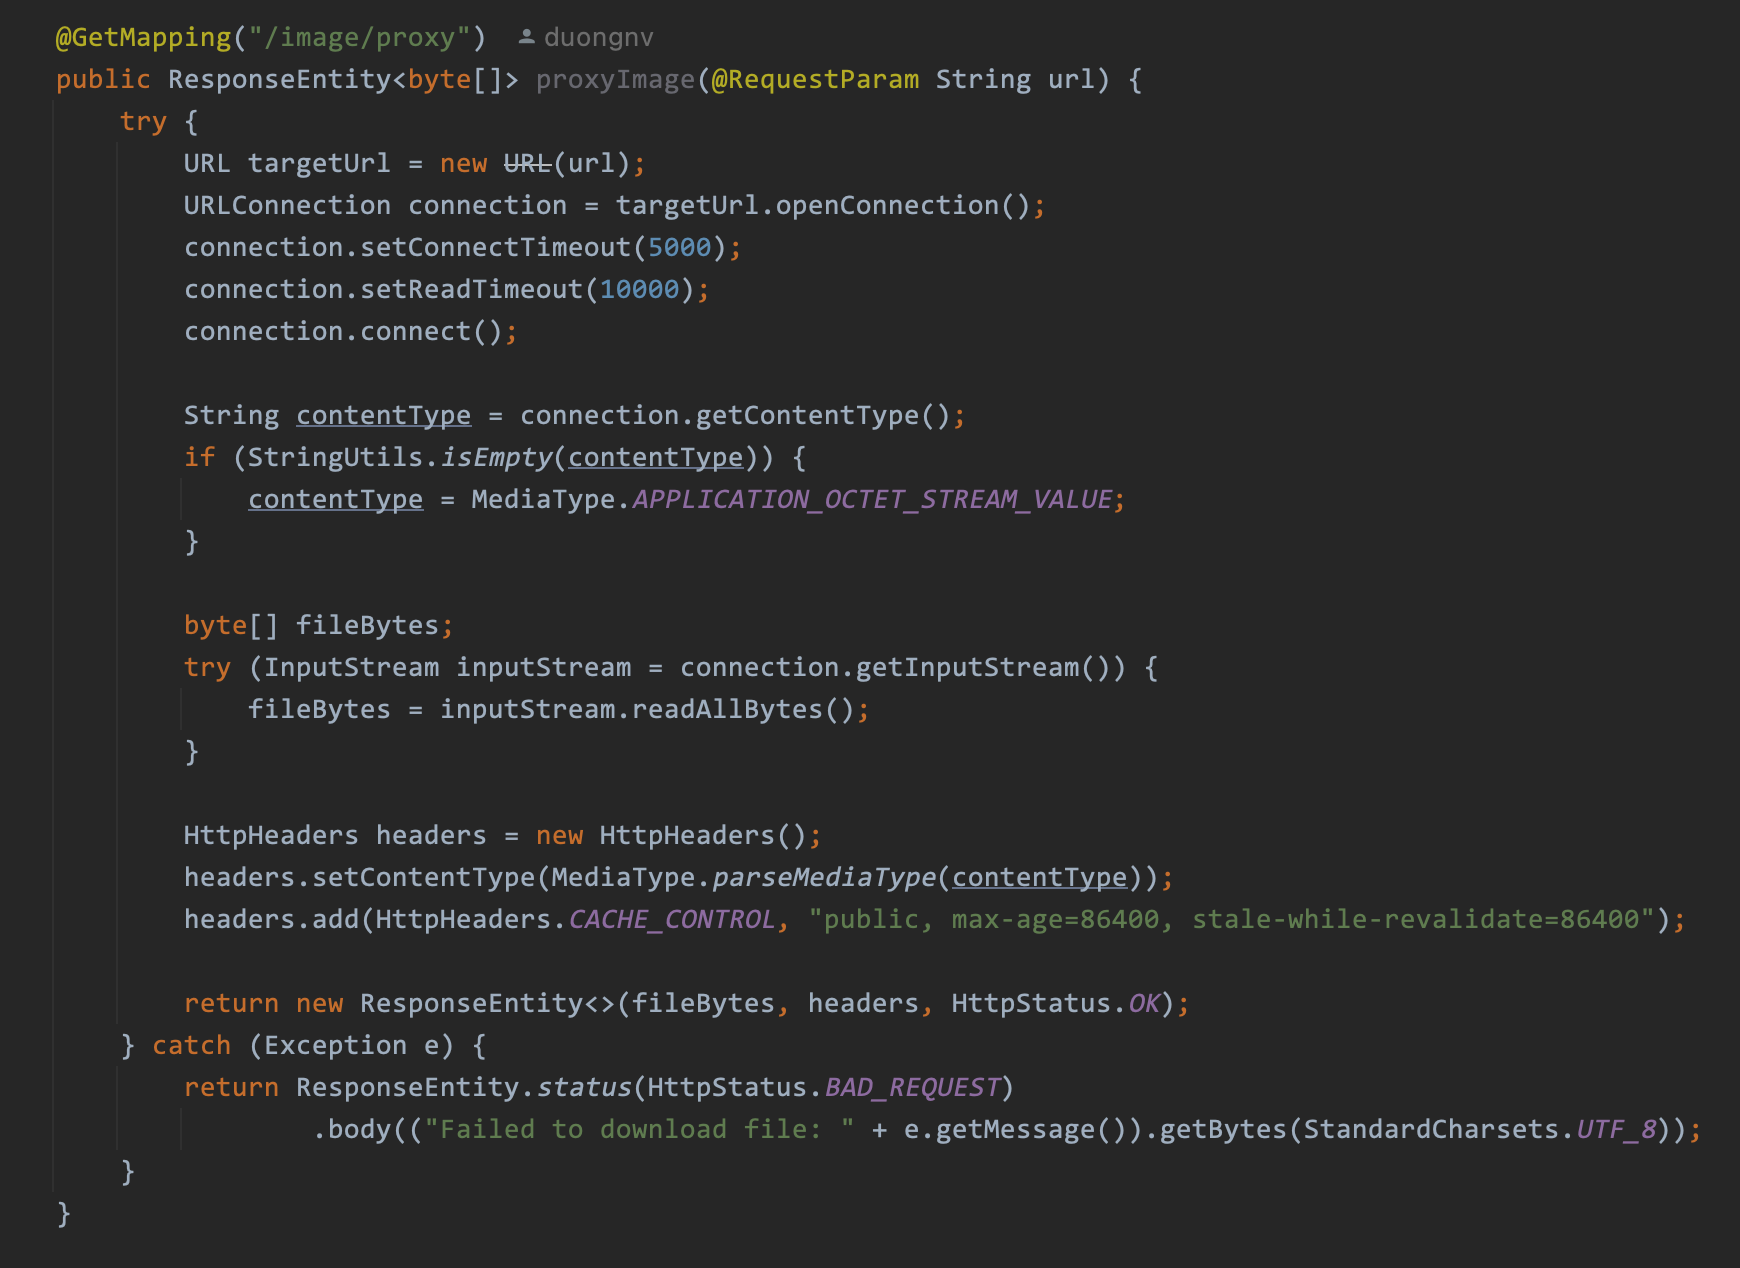 @GetMapping("/image/proxy") duongnv
public ResponseEntity<byte[]> proxyImage(@RequestParam String url) {
try {
URL targetUrl = new URL(url);
URLConnection connection = targetUrl.openConnection();
connection.setConnectTimeout(5000);
connection.setReadTimeout(10000);
connection.connect();
String contentType = connection.getContentType();
if (StringUtils.isEmpty(contentType)) {
contentType = MediaType.APPLICATION_OCTET_STREAM_VALUE;
}
byte[] fileBytes;
try (InputStream inputStream = connection.getInputStream()) {
fileBytes = inputStream.readAllBytes();
}
HttpHeaders headers = new HttpHeaders();
headers.setContentType(MediaType.parseMediaType(contentType));
headers.add(HttpHeaders.CACHE_CONTROL, "public, max-age=86400, stale-while-revalidate=86400");
return new ResponseEntity<>(fileBytes, headers, HttpStatus.OK);
} catch (Exception e) {
return ResponseEntity.status(HttpStatus.BAD_REQUEST)
.body(("Failed to download file: " + e.getMessage()).getBytes(StandardCharsets.UTF_8));
}
}